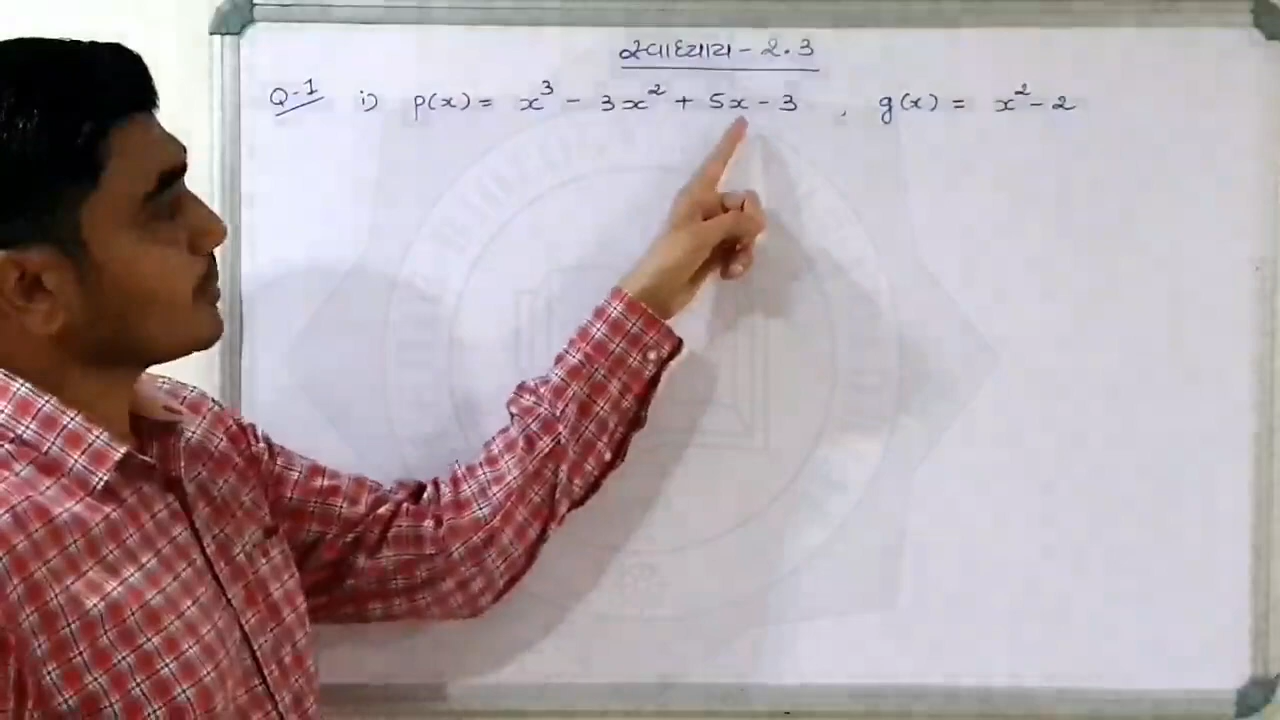 સ્વાધ્યાય - 2.3
Q-1 i) p(x) = x³ - 3x² + 5x - 3 , g(x) = x² - 2